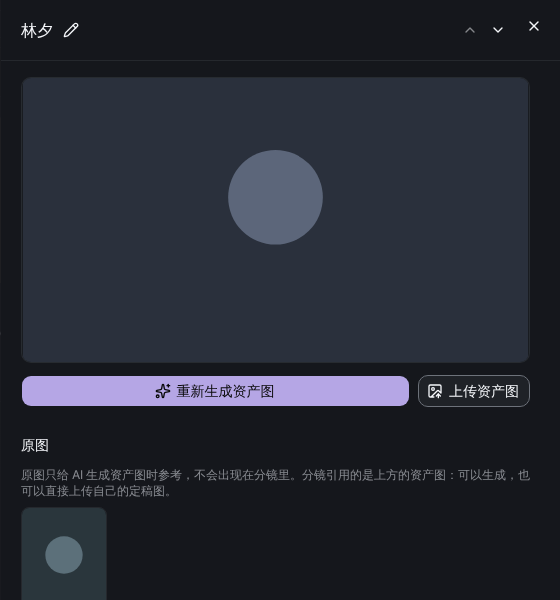 林夕
重新生成资产图
上传资产图
原图
原图只给 AI 生成资产图时参考，不会出现在分镜里。分镜引用的是上方的资产图：可以生成，也
可以直接上传自己的定稿图。